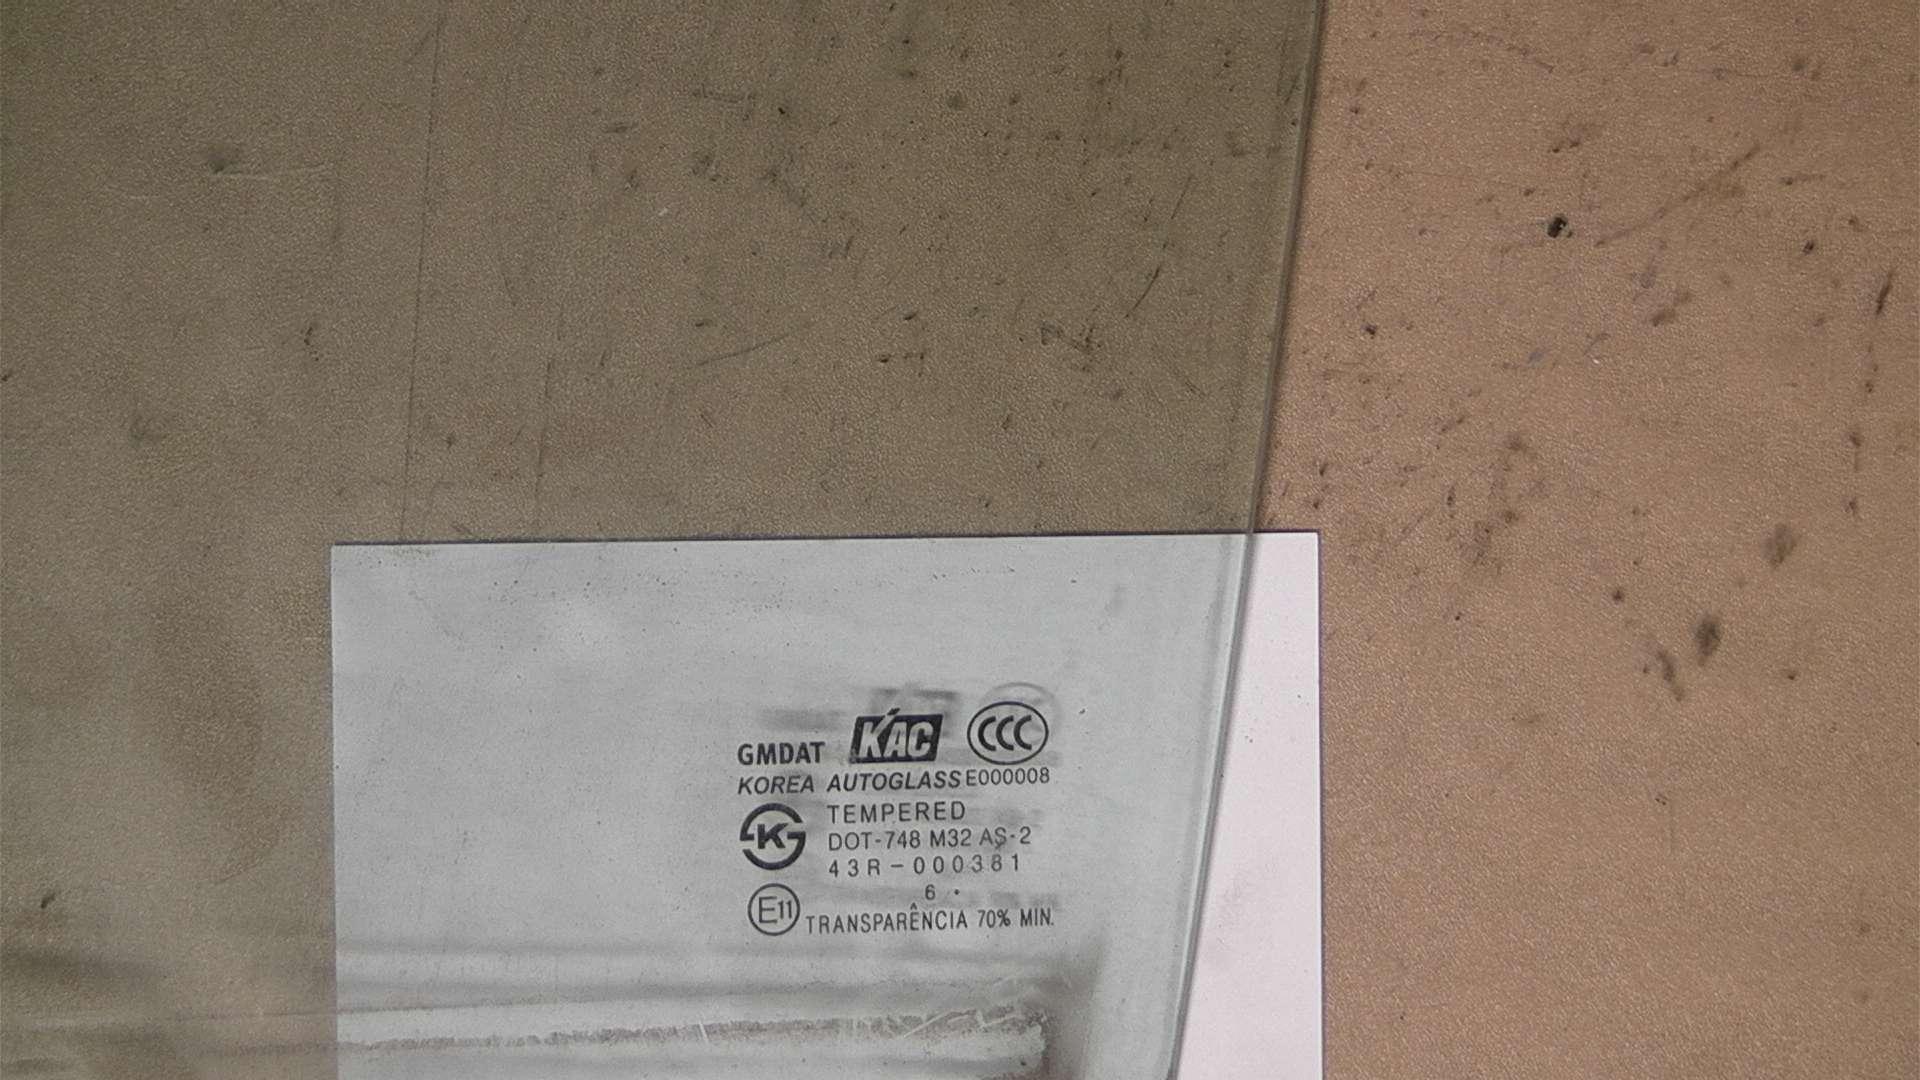 GMDAT KAC CCC
KOREA AUTOGLASS E000008
K TEMPERED
DOT-748 M32 AS-2
43R-000381
6 .
E11 TRANSPARÊNCIA 70% MIN.